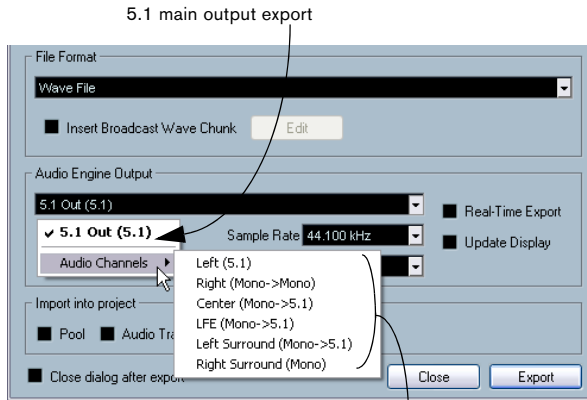 5.1 main output export
File Format
Wave File
Insert Broadcast Wave Chunk
Edit
Audio Engine Output
5.1 Out (5.1)
Real-Time Export
5.1 Out (5.1)
Sample Rate 44.100 kHz
Update Display
Audio Channels
Left (5.1)
Right (Mono->Mono)
Center (Mono->5.1)
LFE (Mono->5.1)
Left Surround (Mono->5.1)
Right Surround (Mono)
Import into project
Pool
Audio Tra
Close dialog after export
Close
Export